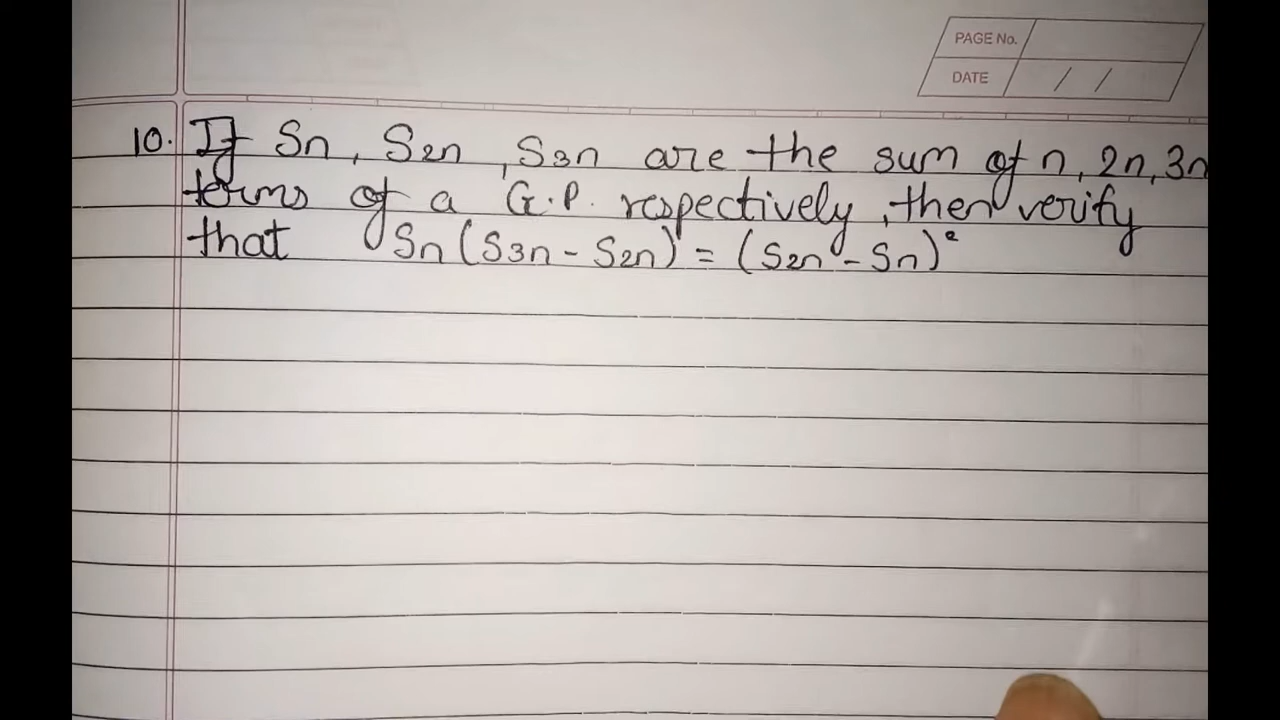 PAGE No.
DATE / /
10. If Sn, S2n, S3n are the sum of n, 2n, 3n
terms of a G.P. respectively, then verify
that Sn(S3n - S2n) = (S2n - Sn)²